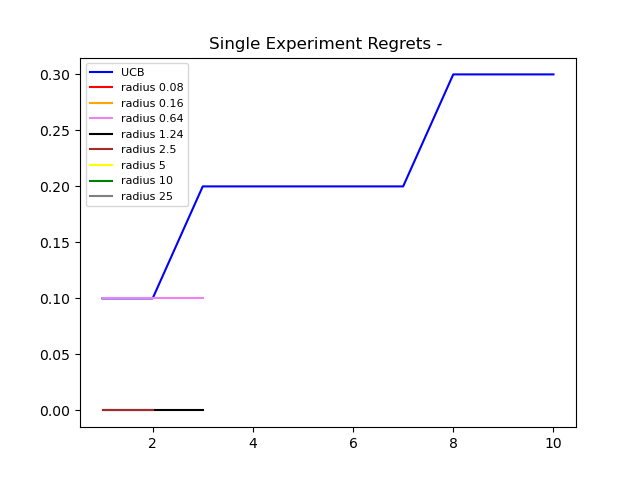 Single Experiment Regrets -
0.30
0.25
0.20
0.15
0.10
0.05
0.00
UCB
radius 0.08
radius 0.16
radius 0.64
radius 1.24
radius 2.5
radius 5
radius 10
radius 25
2
4
6
8
10